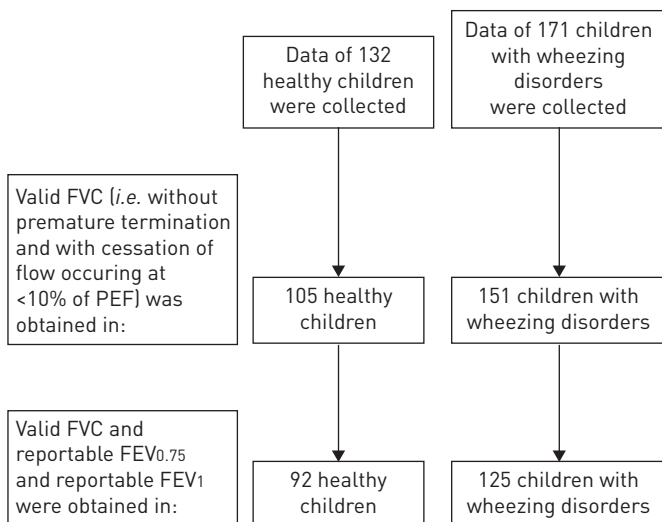 Data of 132
healthy children
were collected
Data of 171 children
with wheezing
disorders
were collected
Valid FVC (i.e. without
premature termination
and with cessation of
flow occuring at
<10% of PEF) was
obtained in:
105 healthy
children
151 children with
wheezing disorders
Valid FVC and
reportable FEV0.75
and reportable FEV1
were obtained in:
92 healthy
children
125 children with
wheezing disorders